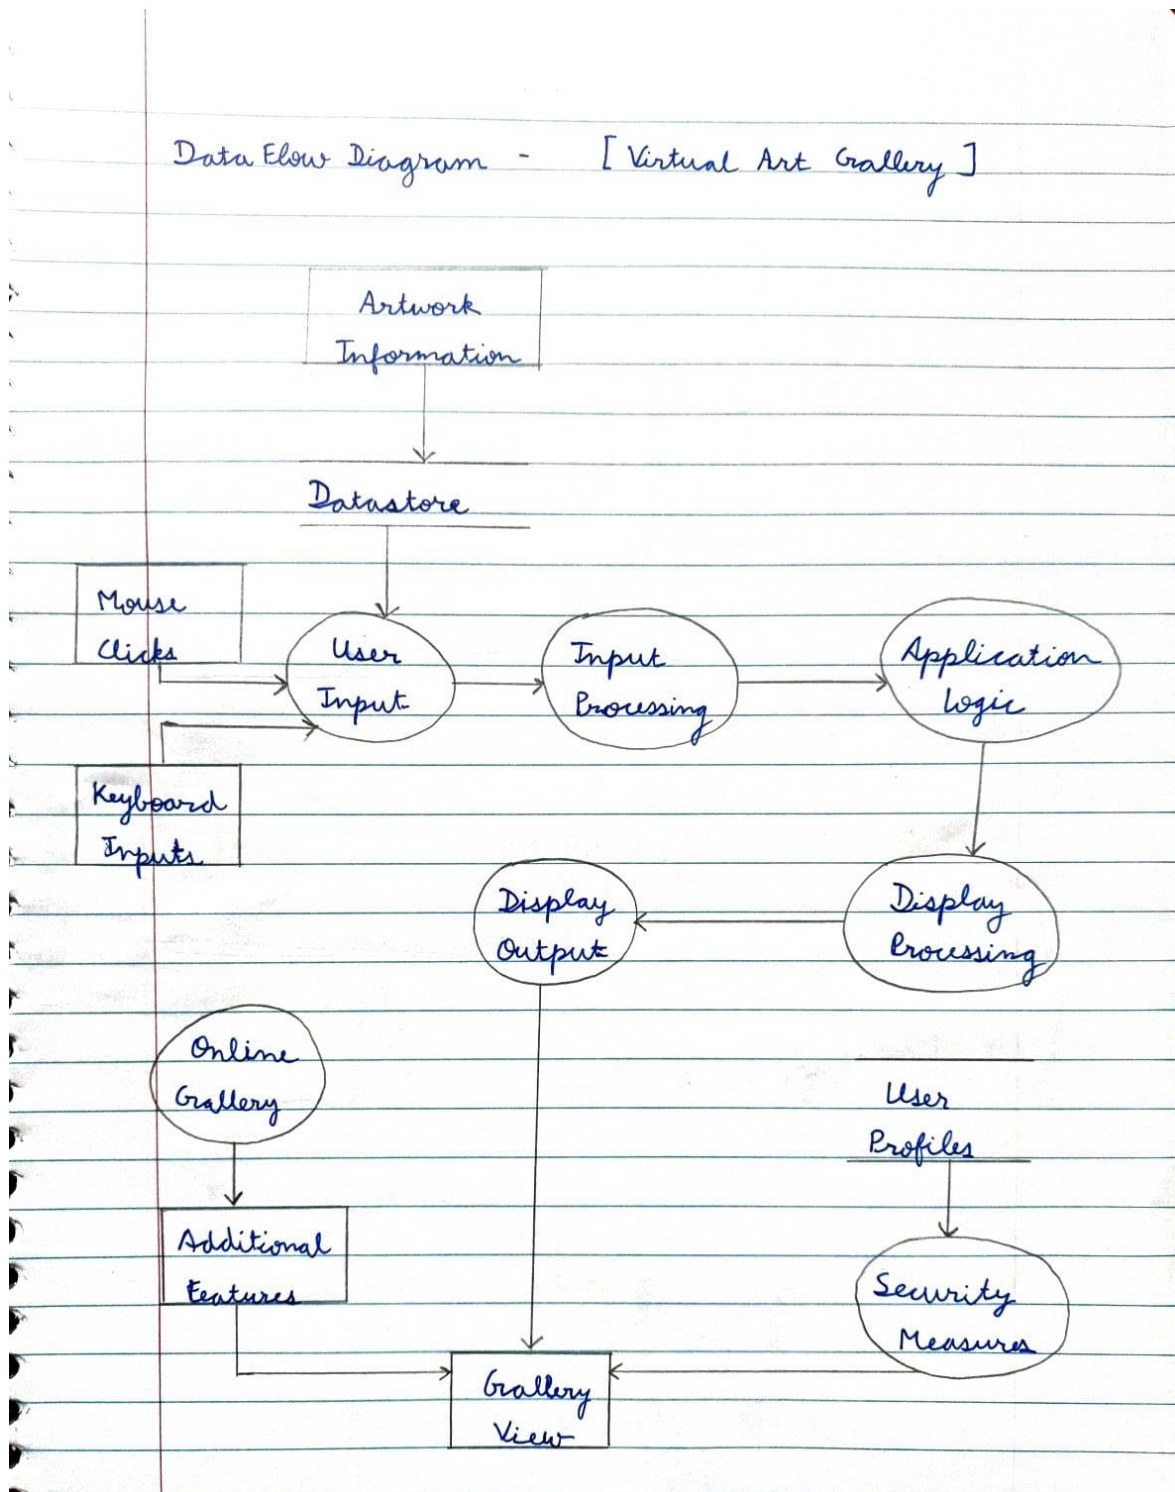 Data Flow Diagram - [Virtual Art Gallery]
Artwork
Information
Datastore
Mouse
Clicks
User
Input
Input
Processing
Application
Logic
Keyboard
Inputs
Display
Output
Display
Processing
Online
Gallery
User
Profiles
Additional
Features
Security
Measures
Gallery
View